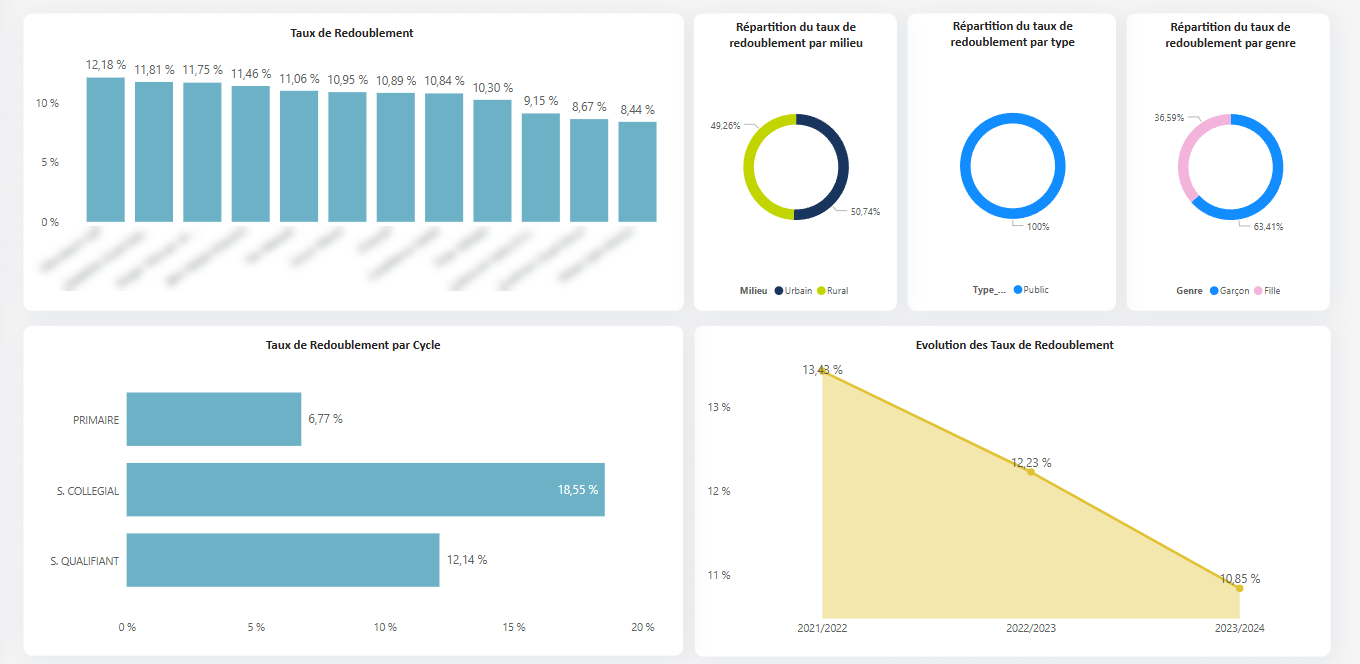 Taux de Redoublement
12,18 % 11,81 % 11,75 % 11,46 % 11,06 % 10,95 % 10,89 % 10,84 % 10,30 % 9,15 % 8,67 % 8,44 %
10 %
5 %
0 %
Répartition du taux de
redoublement par milieu
49,26%
50,74%
Milieu Urbain Rural
Répartition du taux de
redoublement par type
100%
Type_... Public
Répartition du taux de
redoublement par genre
36,59%
63,41%
Genre Garçon Fille
Taux de Redoublement par Cycle
PRIMAIRE 6,77 %
S. COLLEGIAL 18,55 %
S. QUALIFIANT 12,14 %
0 % 5 % 10 % 15 % 20 %
Evolution des Taux de Redoublement
13,43 %
13 %
12,23 %
12 %
11 %
10,85 %
2021/2022 2022/2023 2023/2024